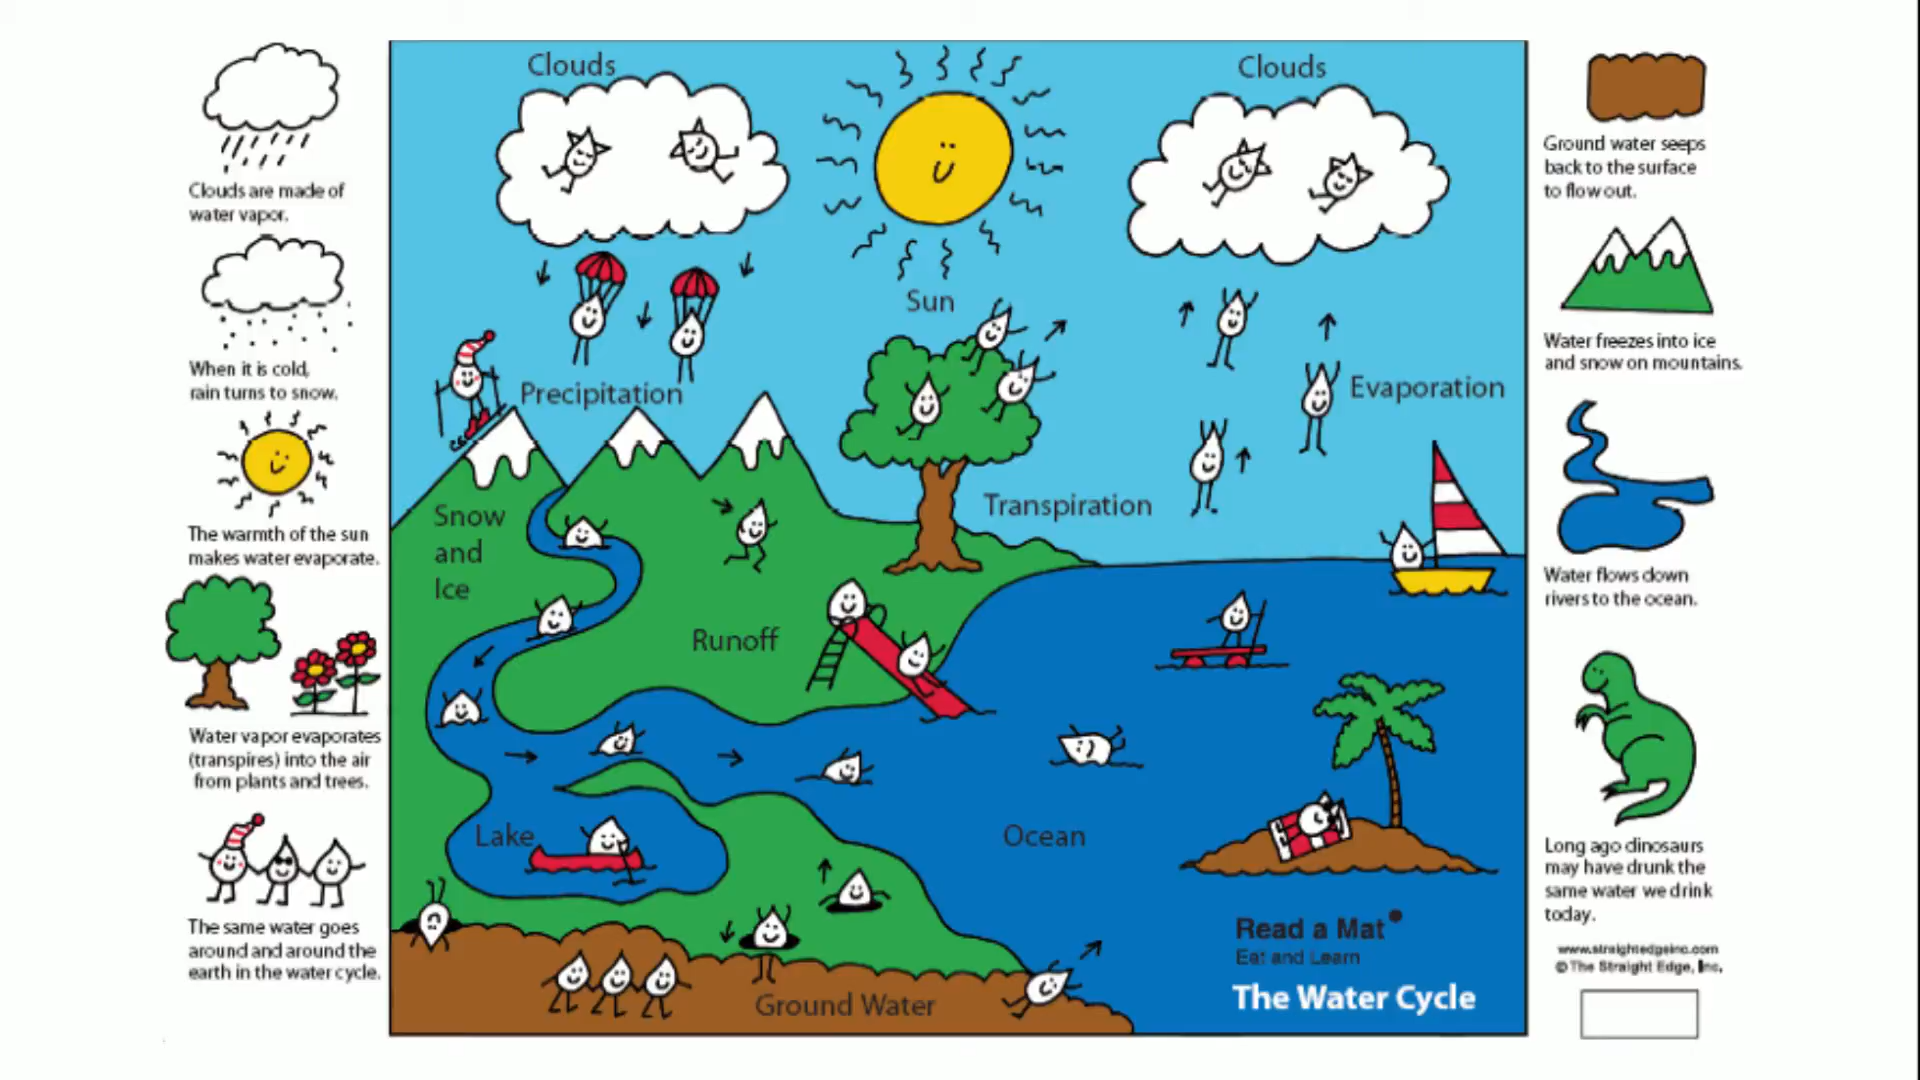 Clouds are made of
water vapor.
When it is cold,
rain turns to snow.
The warmth of the sun
makes water evaporate.
Water vapor evaporates
(transpires) into the air
from plants and trees.
The same water goes
around and around the
earth in the water cycle.
Clouds
Clouds
Sun
Precipitation
Evaporation
Transpiration
Snow
and
Ice
Runoff
Lake
Ocean
Ground Water
Read a Mat
Eat and Learn
The Water Cycle
Ground water seeps
back to the surface
to flow out.
Water freezes into ice
and snow on mountains.
Water flows down
rivers to the ocean.
Long ago dinosaurs
may have drunk the
same water we drink
today.
www.straightedgeinc.com
© The Straight Edge, Inc.